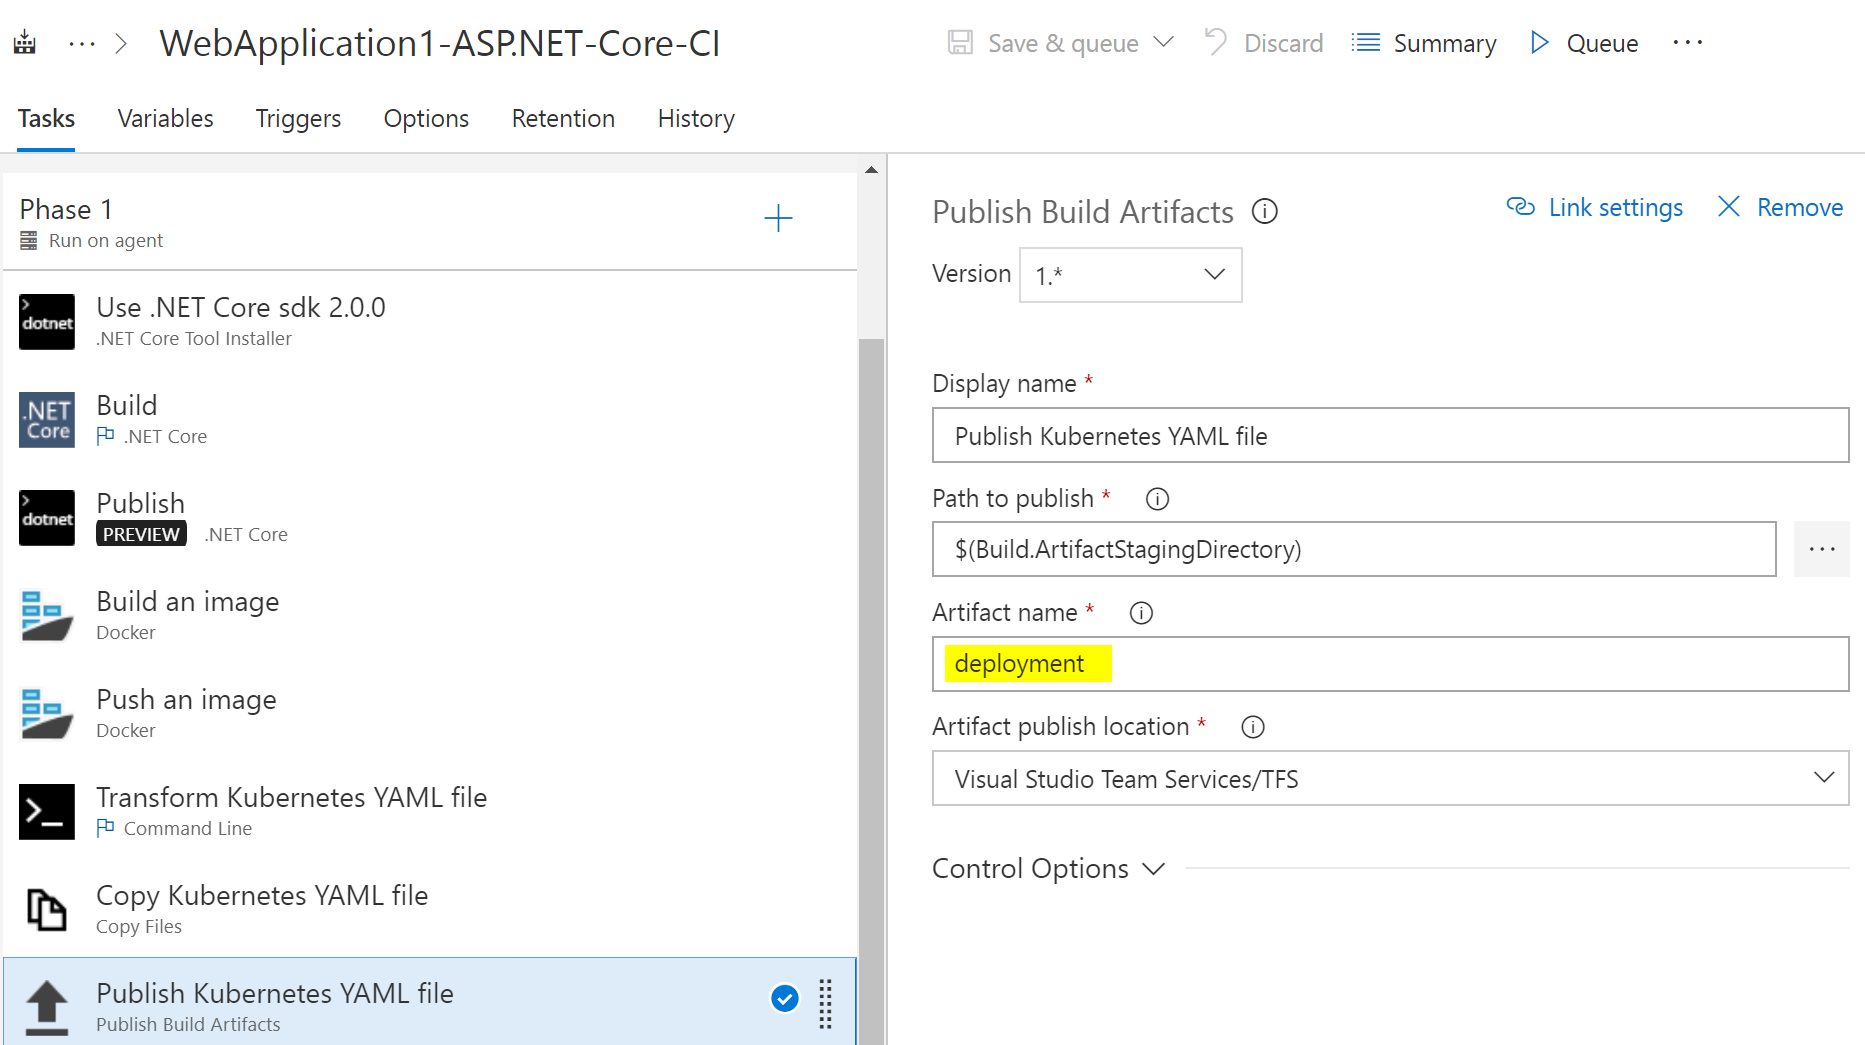 WebApplication1-ASP.NET-Core-CI
Save & queue
Discard
Summary
Queue
Tasks
Variables
Triggers
Options
Retention
History
Phase 1
Run on agent
> dotnet
Use .NET Core sdk 2.0.0
.NET Core Tool Installer
.NET Core
Build
.NET Core
> dotnet
Publish
PREVIEW .NET Core
Build an image
Docker
Push an image
Docker
Transform Kubernetes YAML file
Command Line
Copy Kubernetes YAML file
Copy Files
Publish Kubernetes YAML file
Publish Build Artifacts
Publish Build Artifacts
Link settings
Remove
Version 1.*
Display name *
Publish Kubernetes YAML file
Path to publish *
$(Build.ArtifactStagingDirectory)
Artifact name *
deployment
Artifact publish location *
Visual Studio Team Services/TFS
Control Options